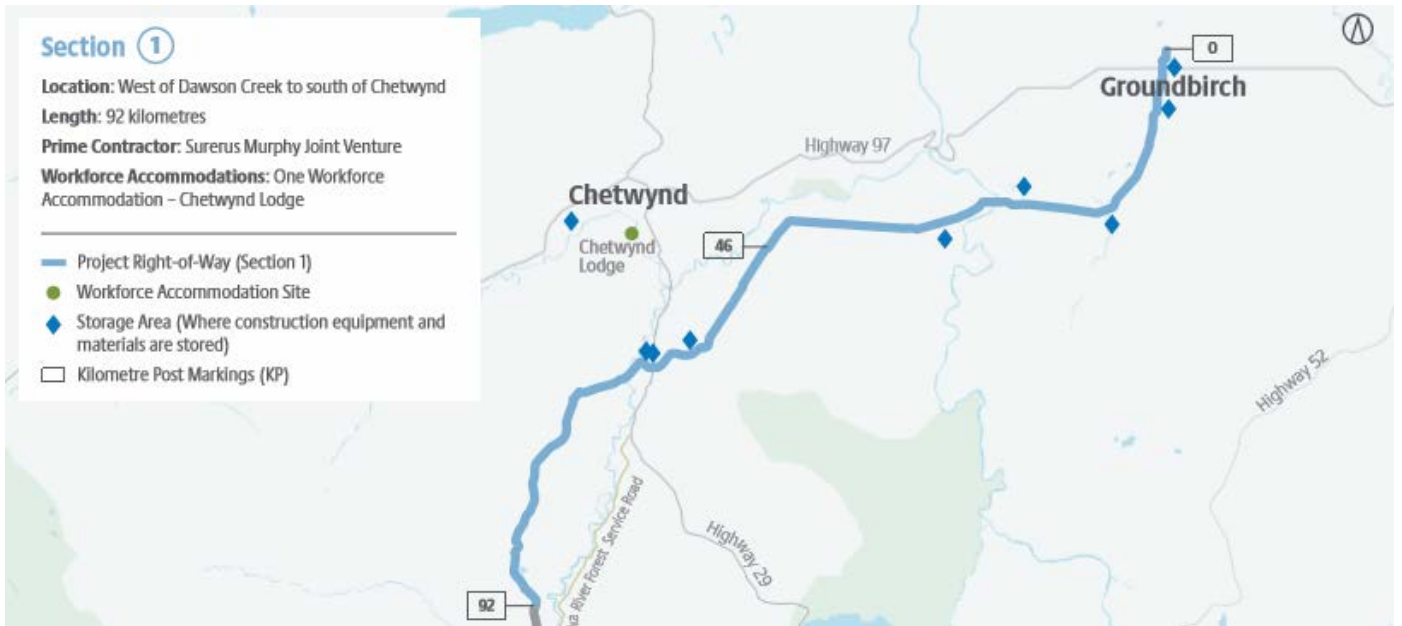 Section 1
Location: West of Dawson Creek to south of Chetwynd
Length: 92 kilometres
Prime Contractor: Surerus Murphy Joint Venture
Workforce Accommodations: One Workforce
Accommodation – Chetwynd Lodge
Project Right-of-Way (Section 1)
Workforce Accommodation Site
Storage Area (Where construction equipment and
materials are stored)
Kilometre Post Markings (KP)
0
Groundbirch
Highway 97
Chetwynd
Chetwynd
Lodge
46
Highway 52
River Forest Service Road
Highway 29
92